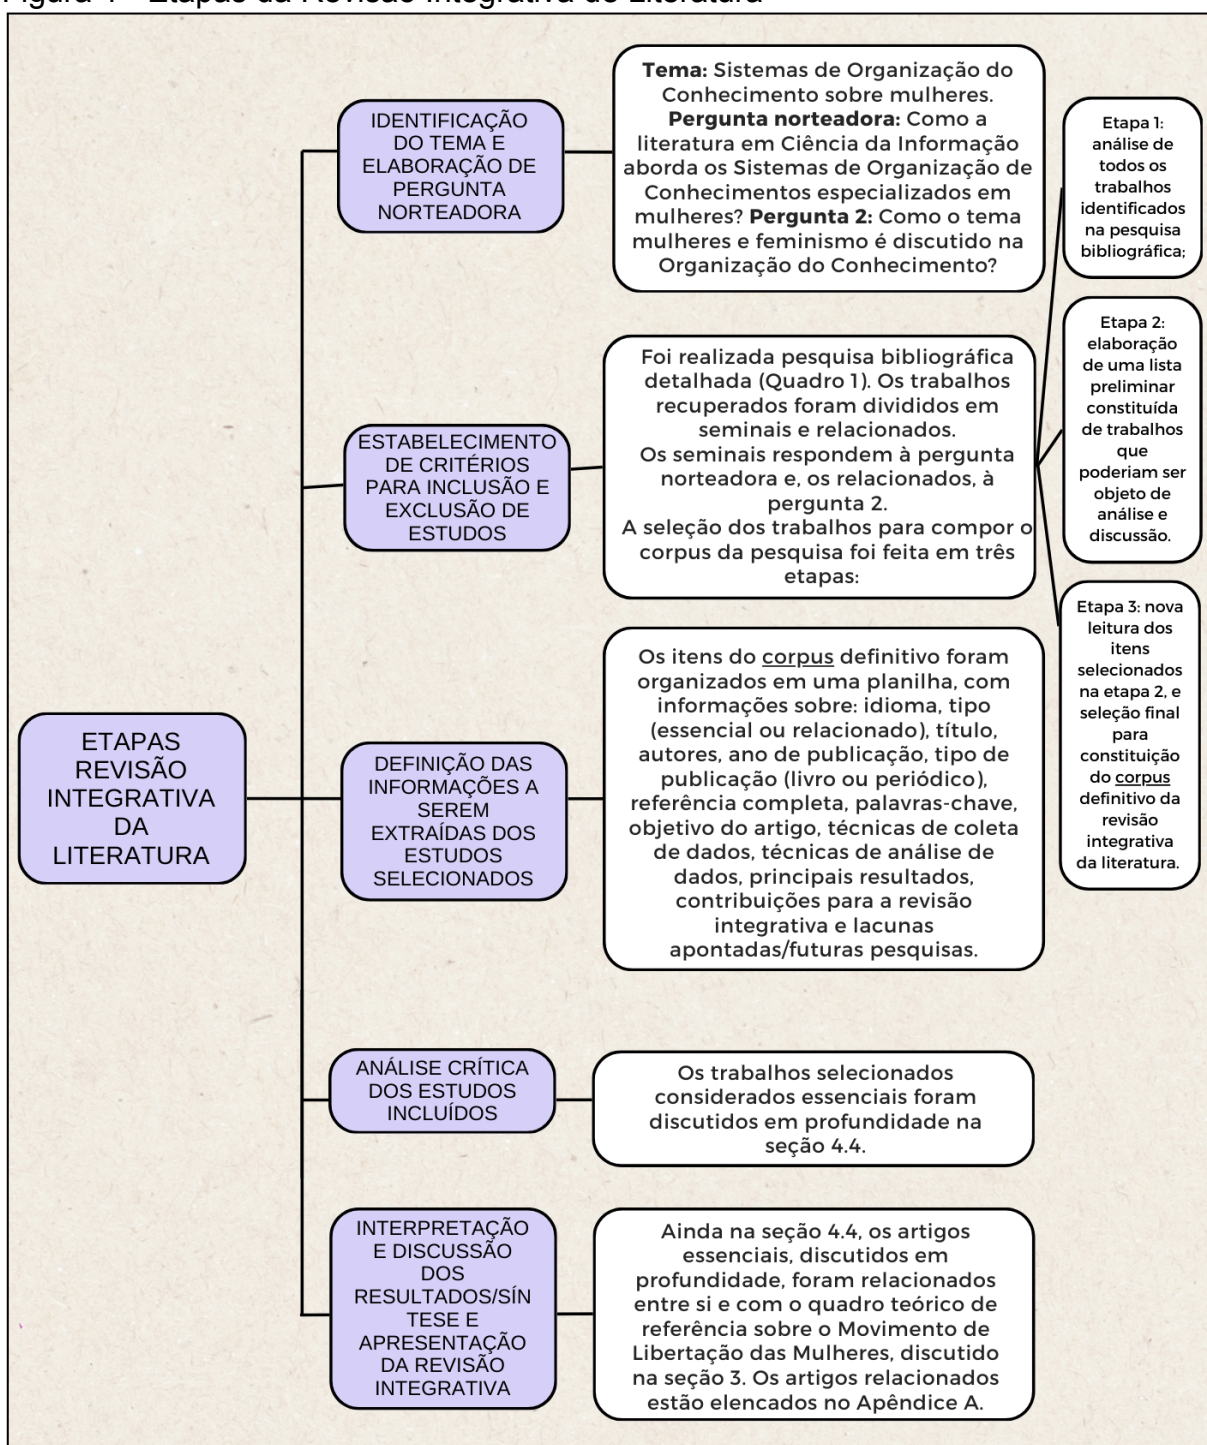 ETAPAS
REVISÃO
INTEGRATIVA
DA
LITERATURA
IDENTIFICAÇÃO
DO TEMA E
ELABORAÇÃO DE
PERGUNTA
NORTEADORA
Tema: Sistemas de Organização do
Conhecimento sobre mulheres.
Pergunta norteadora: Como a
literatura em Ciência da Informação
aborda os Sistemas de Organização de
Conhecimentos especializados em
mulheres? Pergunta 2: Como o tema
mulheres e feminismo é discutido na
Organização do Conhecimento?
ESTABELECIMENTO
DE CRITÉRIOS
PARA INCLUSÃO E
EXCLUSÃO DE
ESTUDOS
Foi realizada pesquisa bibliográfica
detalhada (Quadro 1). Os trabalhos
recuperados foram divididos em
seminais e relacionados.
Os seminais respondem à pergunta
norteadora e, os relacionados, à
pergunta 2.
A seleção dos trabalhos para compor o
corpus da pesquisa foi feita em três
etapas:
Etapa 1:
análise de
todos os
trabalhos
identificados
na pesquisa
bibliográfica;
Etapa 2:
elaboração
de uma lista
preliminar
constituída
de trabalhos
que
poderiam ser
objeto de
análise e
discussão.
Etapa 3: nova
leitura dos
itens
selecionados
na etapa 2, e
seleção final
para
constituição
do corpus
definitivo da
revisão
integrativa
da literatura.
DEFINIÇÃO DAS
INFORMAÇÕES A
SEREM
EXTRAÍDAS DOS
ESTUDOS
SELECIONADOS
Os itens do corpus definitivo foram
organizados em uma planilha, com
informações sobre: idioma, tipo
(essencial ou relacionado), título,
autores, ano de publicação, tipo de
publicação (livro ou periódico),
referência completa, palavras-chave,
objetivo do artigo, técnicas de coleta
de dados, técnicas de análise de
dados, principais resultados,
contribuições para a revisão
integrativa e lacunas
apontadas/futuras pesquisas.
ANÁLISE CRÍTICA
DOS ESTUDOS
INCLUÍDOS
Os trabalhos selecionados
considerados essenciais foram
discutidos em profundidade na
seção 4.4.
INTERPRETAÇÃO
E DISCUSSÃO
DOS
RESULTADOS/SÍN
TESE E
APRESENTAÇÃO
DA REVISÃO
INTEGRATIVA
Ainda na seção 4.4, os artigos
essenciais, discutidos em
profundidade, foram relacionados
entre si e com o quadro teórico de
referência sobre o Movimento de
Libertação das Mulheres, discutido
na seção 3. Os artigos relacionados
estão elencados no Apêndice A.